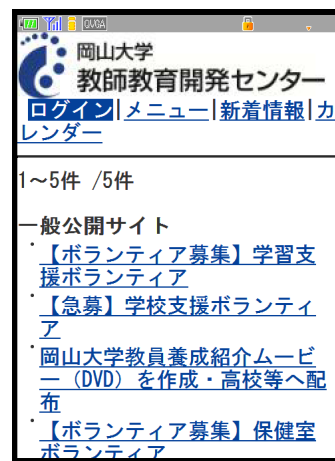 QVGA
岡山大学
教師教育開発センター
ログイン|メニュー|新着情報|カ
レンダー
1～5件 /5件
一般公開サイト
【ボランティア募集】学習支
援ボランティア
【急募】学校支援ボランティ
ア
岡山大学教員養成紹介ムービ
ー（DVD）を作成・高校等へ配
布
【ボランティア募集】保健室
ボランティア